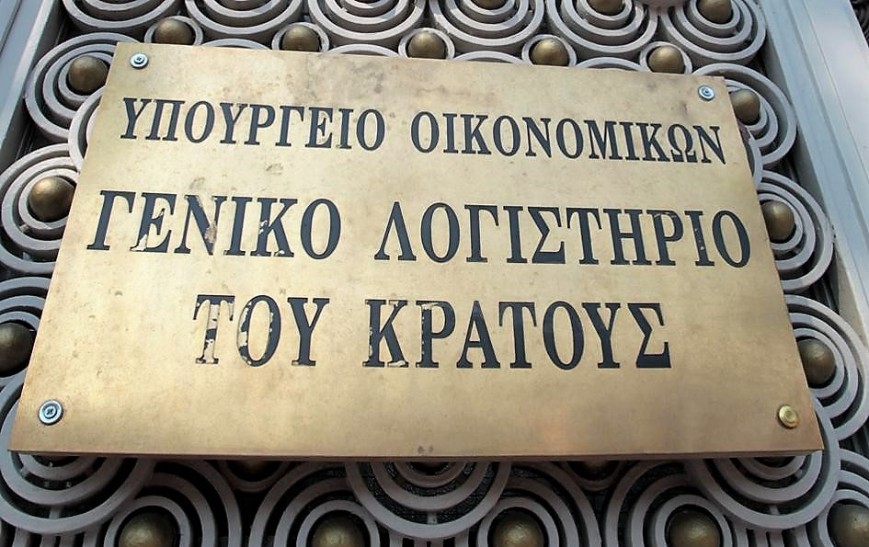 ΥΠΟΥΡΓΕΙΟ ΟΙΚΟΝΟΜΙΚΩΝ
ΓΕΝΙΚΟ ΛΟΓΙΣΤΗΡΙΟ
ΤΟΥ ΚΡΑΤΟΥΣ